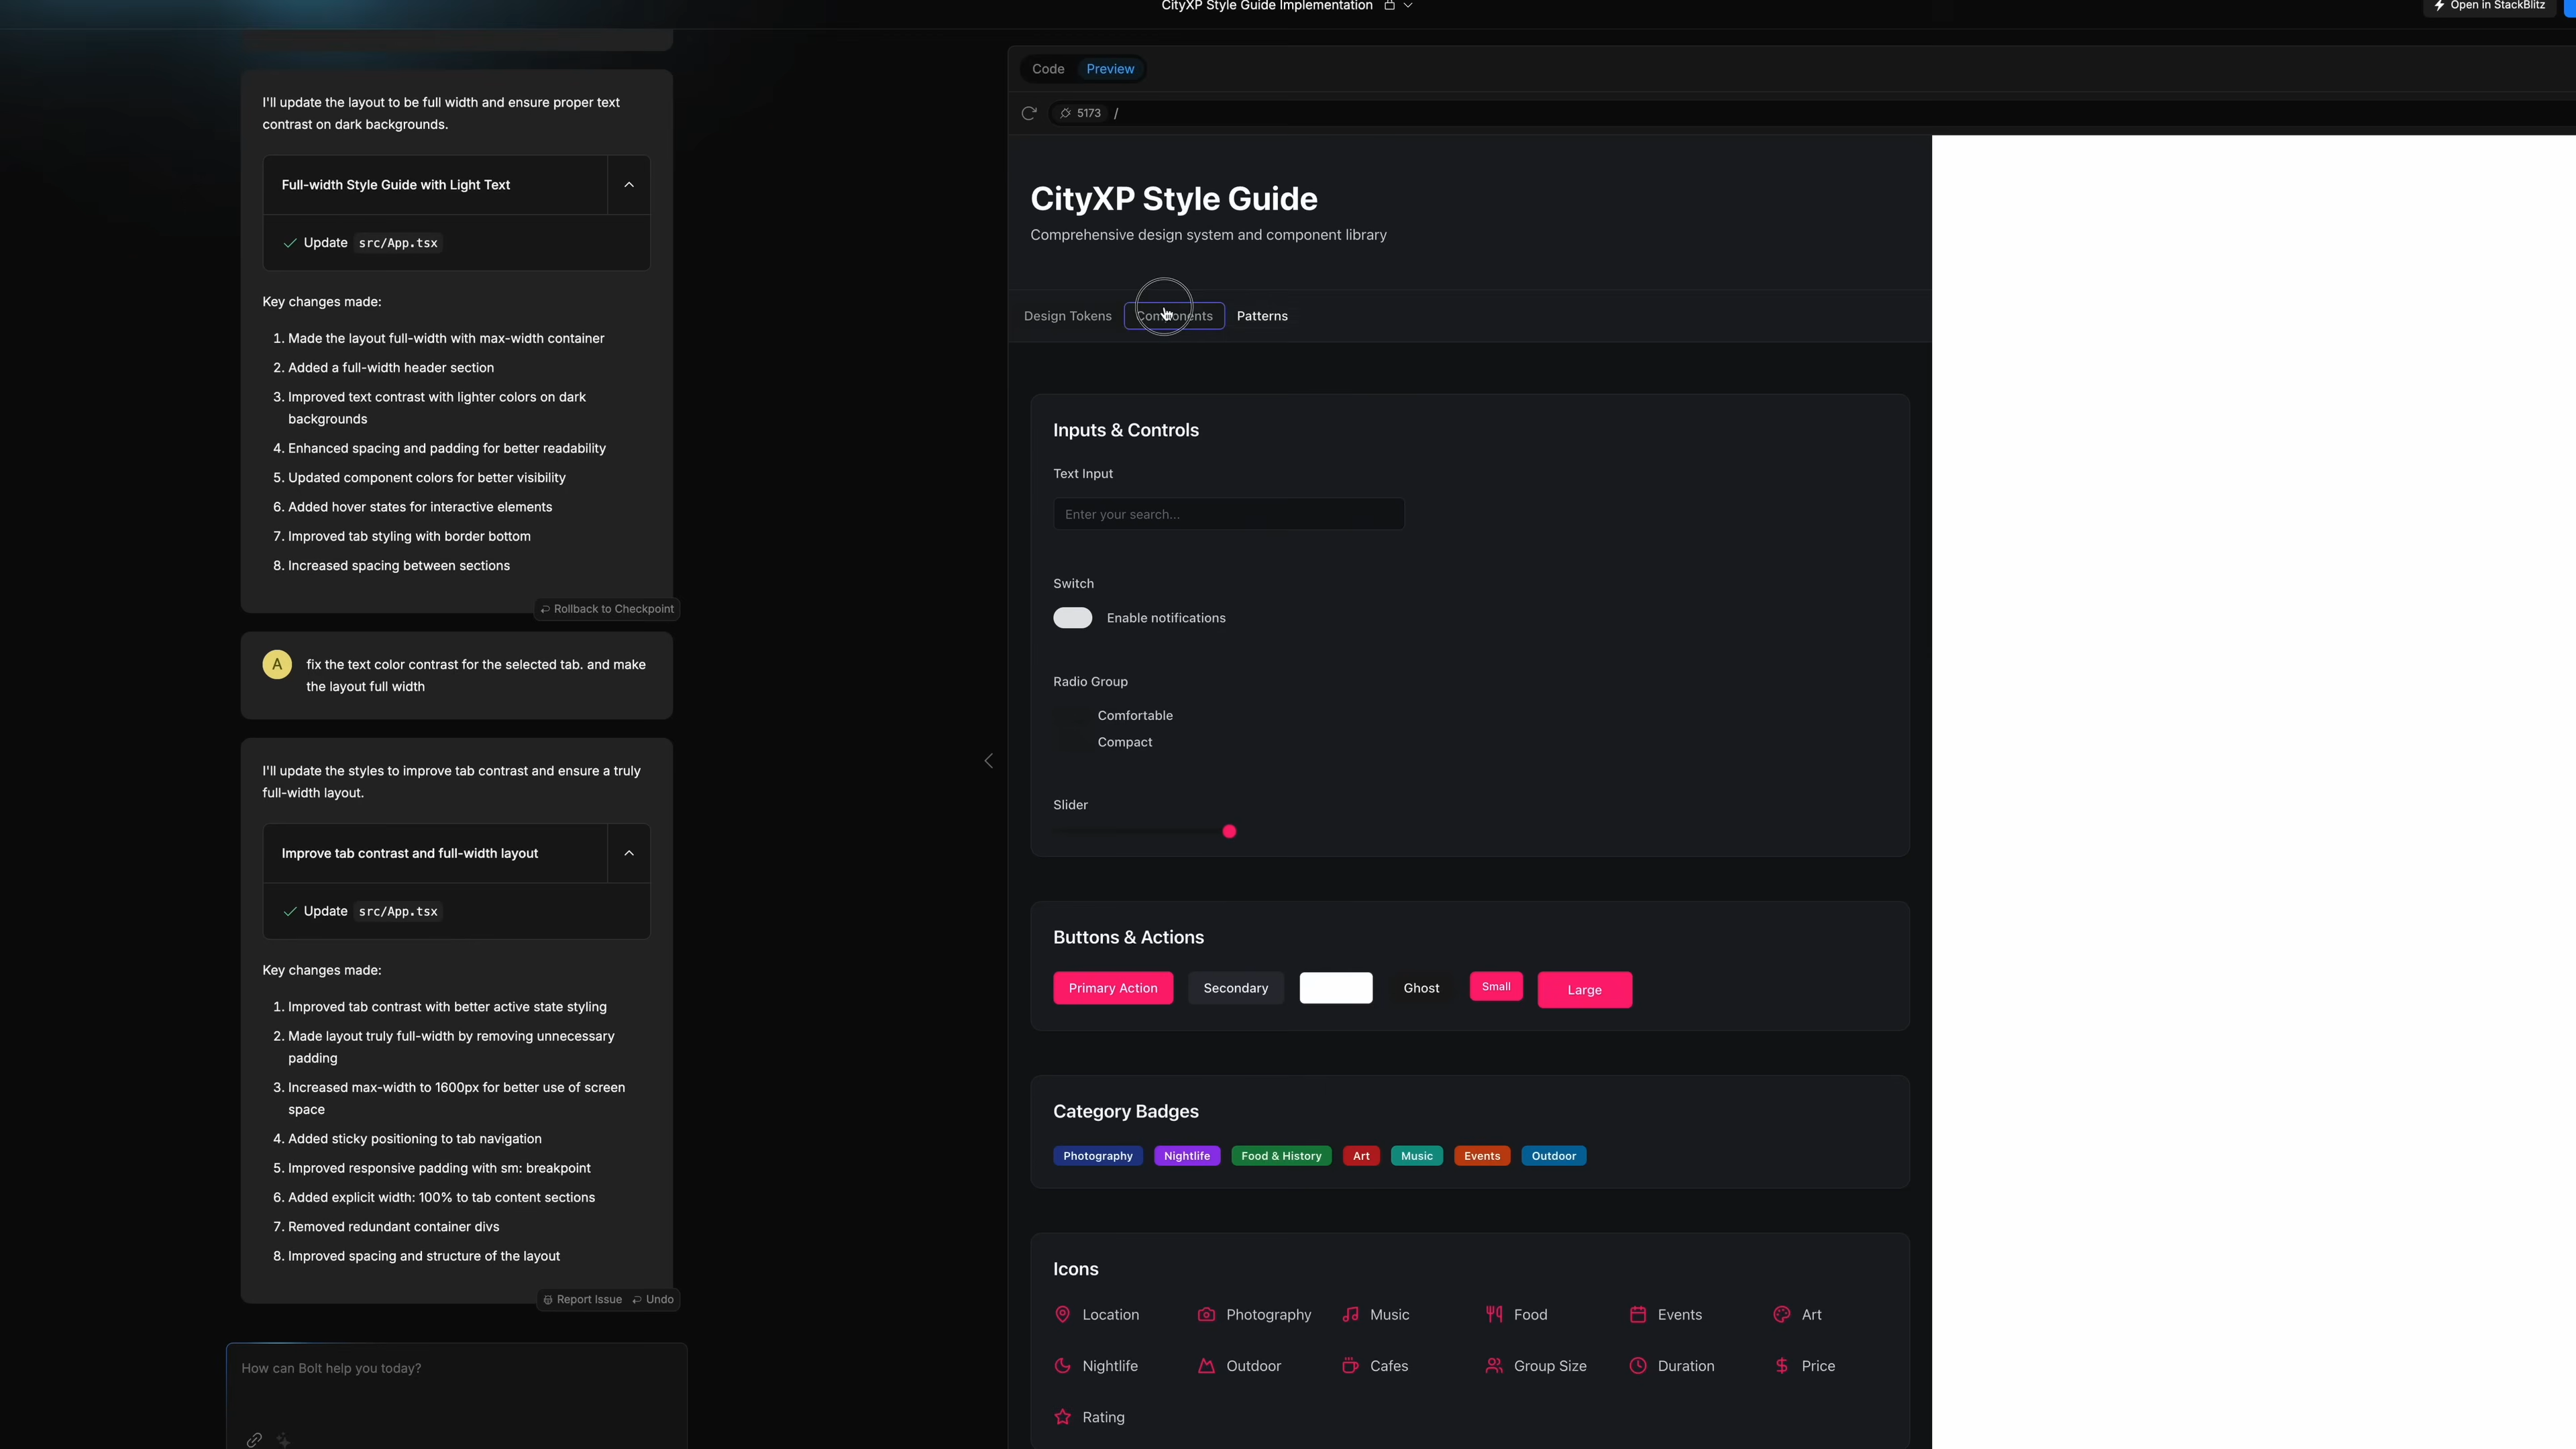 CityXP Style Guide Implementation
Open in StackBlitz
I'll update the layout to be full width and ensure proper text
contrast on dark backgrounds.
Full-width Style Guide with Light Text
Update src/App.tsx
Key changes made:
1. Made the layout full-width with max-width container
2. Added a full-width header section
3. Improved text contrast with lighter colors on dark
backgrounds
4. Enhanced spacing and padding for better readability
5. Updated component colors for better visibility
6. Added hover states for interactive elements
7. Improved tab styling with border bottom
8. Increased spacing between sections
Rollback to Checkpoint
A
fix the text color contrast for the selected tab. and make
the layout full width
I'll update the styles to improve tab contrast and ensure a truly
full-width layout.
Improve tab contrast and full-width layout
Update src/App.tsx
Key changes made:
1. Improved tab contrast with better active state styling
2. Made layout truly full-width by removing unnecessary
padding
3. Increased max-width to 1600px for better use of screen
space
4. Added sticky positioning to tab navigation
5. Improved responsive padding with sm: breakpoint
6. Added explicit width: 100% to tab content sections
7. Removed redundant container divs
8. Improved spacing and structure of the layout
Report Issue Undo
How can Bolt help you today?
Code Preview
5173 /
CityXP Style Guide
Comprehensive design system and component library
Design Tokens Components Patterns
Inputs & Controls
Text Input
Enter your search...
Switch
Enable notifications
Radio Group
Comfortable
Compact
Slider
Buttons & Actions
Primary Action Secondary Ghost Small Large
Category Badges
Photography Nightlife Food & History Art Music Events Outdoor
Icons
Location Photography Music Food Events Art
Nightlife Outdoor Cafes Group Size Duration Price
Rating